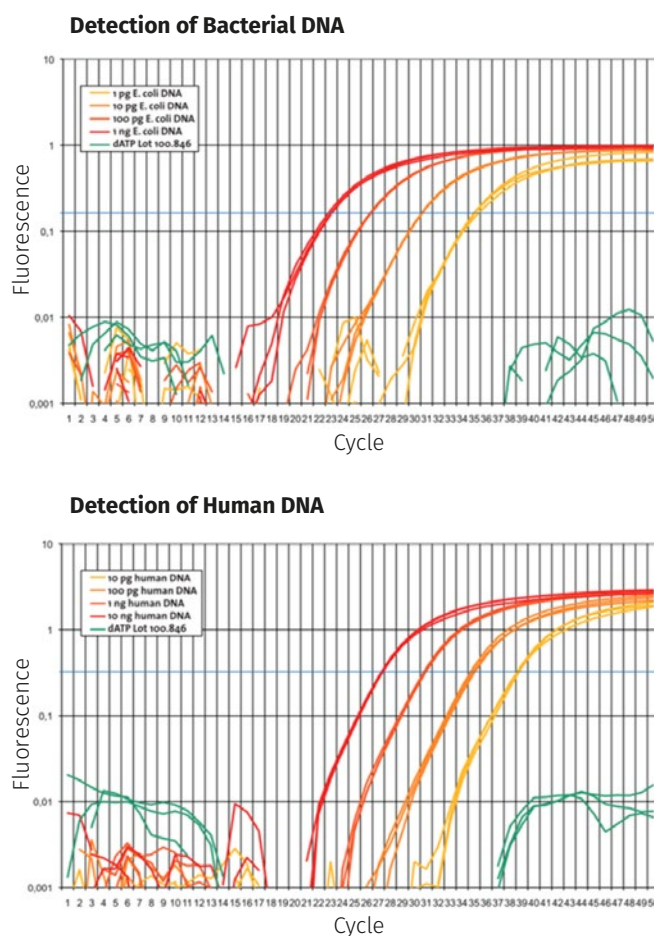 Detection of Bacterial DNA
10
1 pg E. coli DNA
10 pg E. coli DNA
100 pg E. coli DNA
1 ng E. coli DNA
dATP Lot 100.846
1
Fluorescence
0,1
0,01
0,001
1 2 3 4 5 6 7 8 9 10 11 12 13 14 15 16 17 18 19 20 21 22 23 24 25 26 27 28 29 30 31 32 33 34 35 36 37 38 39 40 41 42 43 44 45 46 47 48 49 50
Cycle
Detection of Human DNA
10
10 pg human DNA
100 pg human DNA
1 ng human DNA
10 ng human DNA
dATP Lot 100.846
1
Fluorescence
0,1
0,01
0,001
1 2 3 4 5 6 7 8 9 10 11 12 13 14 15 16 17 18 19 20 21 22 23 24 25 26 27 28 29 30 31 32 33 34 35 36 37 38 39 40 41 42 43 44 45 46 47 48 49 50
Cycle